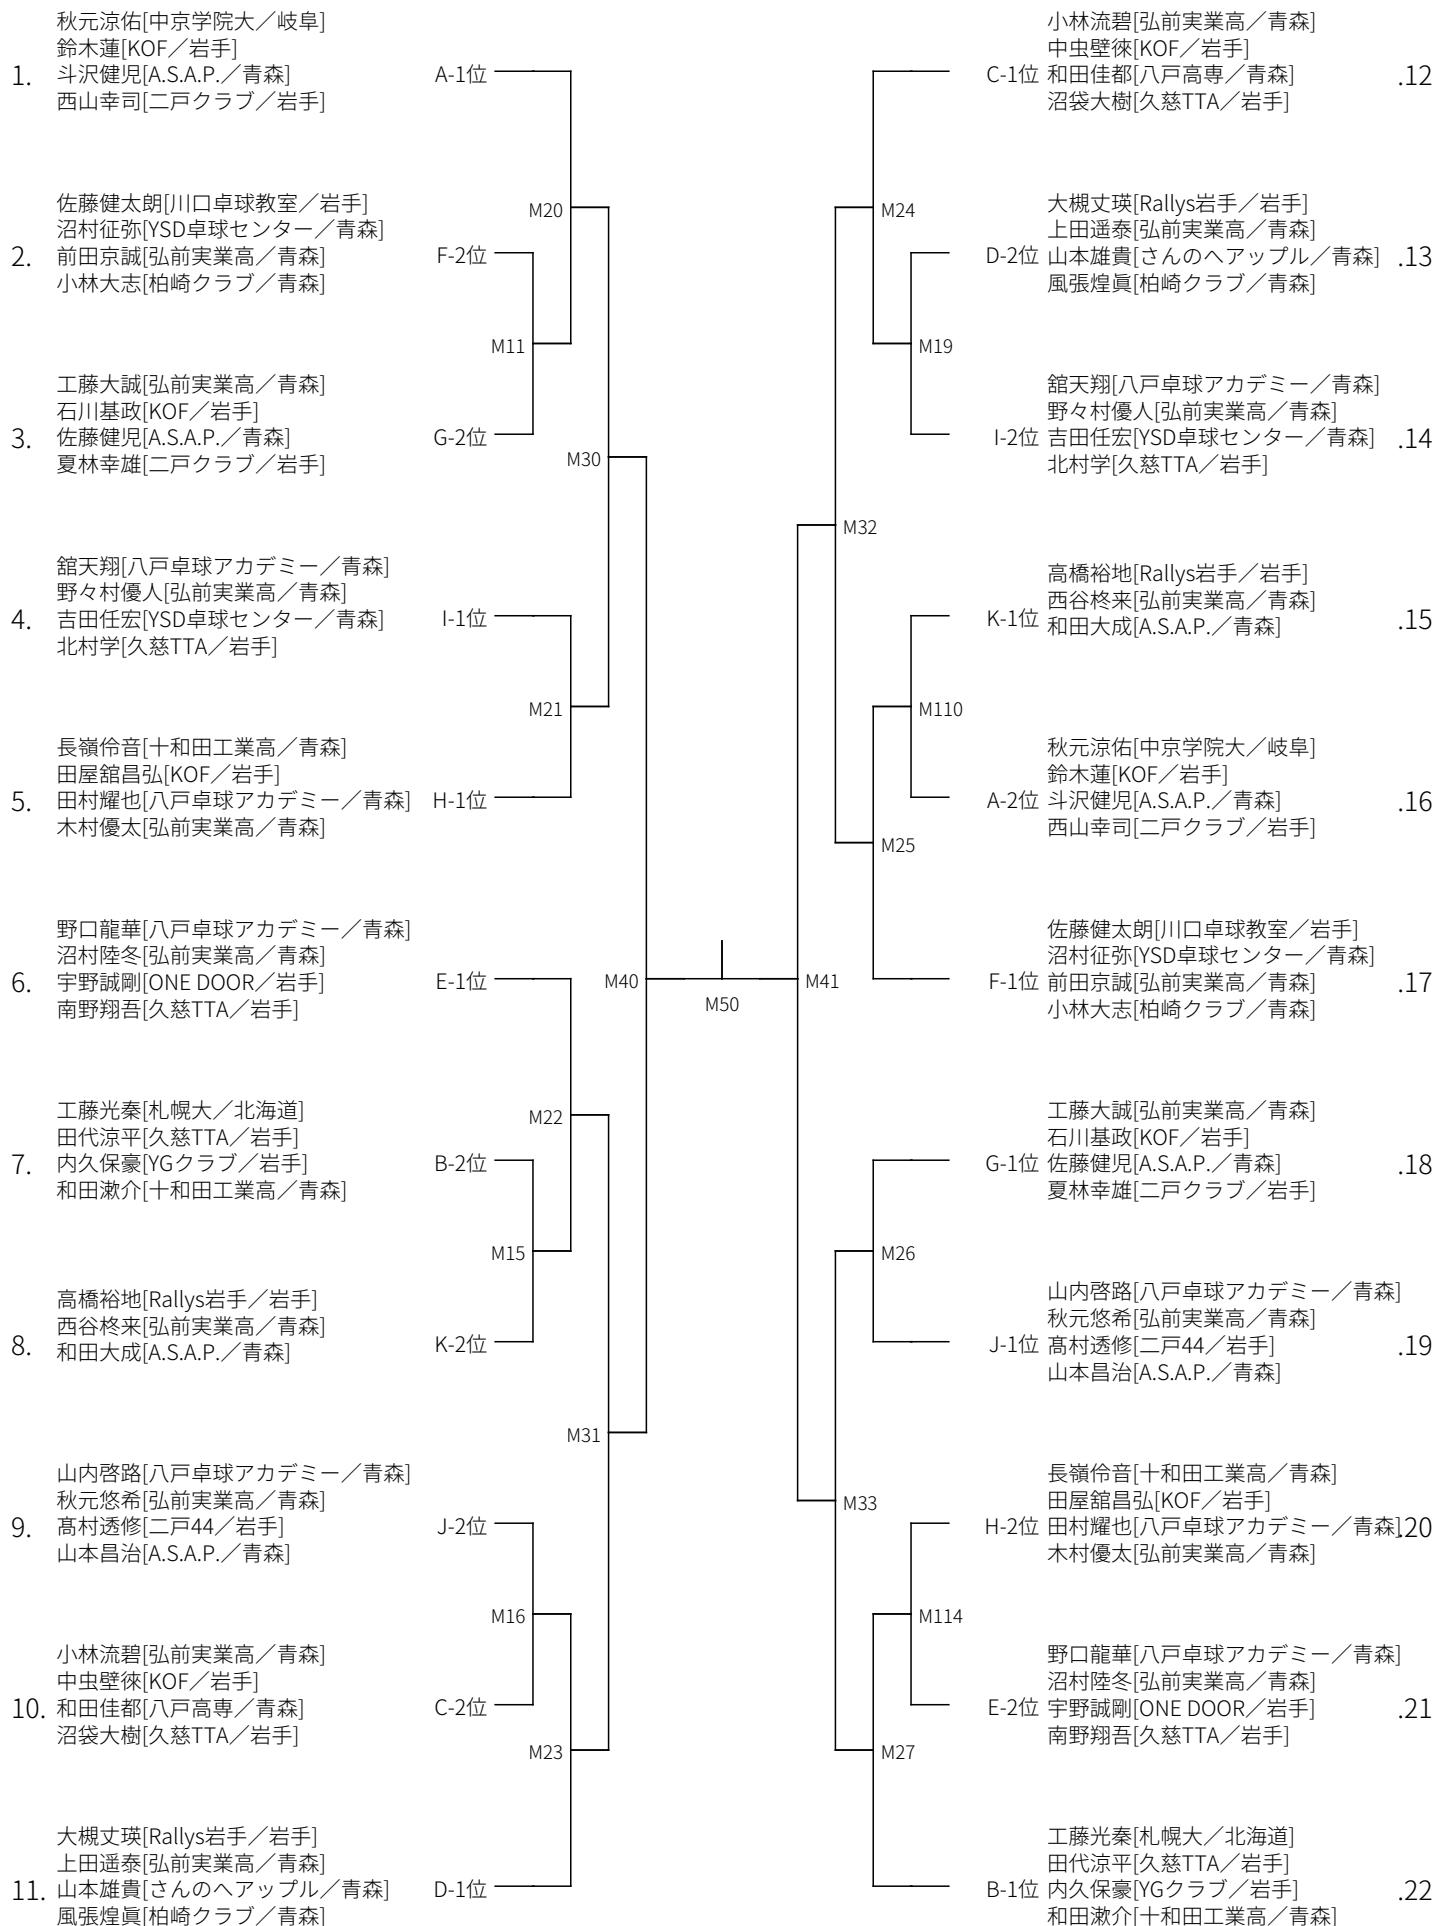 秋元涼佑[中京学院大／岐阜]
鈴木蓮[KOF／岩手]
1. 斗沢健児[A.S.A.P.／青森] A-1位
西山幸司[二戸クラブ／岩手]
M20
佐藤健太朗[川口卓球教室／岩手]
沼村征弥[YSD卓球センター／青森]
2. 前田京誠[弘前実業高／青森] F-2位
小林大志[柏崎クラブ／青森]
M11
工藤大誠[弘前実業高／青森]
石川基政[KOF／岩手]
3. 佐藤健児[A.S.A.P.／青森] G-2位
夏林幸雄[二戸クラブ／岩手]
M30
舘天翔[八戸卓球アカデミー／青森]
野々村優人[弘前実業高／青森]
4. 吉田任宏[YSD卓球センター／青森] I-1位
北村学[久慈TTA／岩手]
M21
長嶺伶音[十和田工業高／青森]
田屋舘昌弘[KOF／岩手]
5. 田村耀也[八戸卓球アカデミー／青森] H-1位
木村優太[弘前実業高／青森]
野口龍華[八戸卓球アカデミー／青森]
沼村陸冬[弘前実業高／青森]
6. 宇野誠剛[ONE DOOR／岩手] E-1位
南野翔吾[久慈TTA／岩手]
M40
M50
工藤光秦[札幌大／北海道]
田代涼平[久慈TTA／岩手]
M22
7. 内久保豪[YGクラブ／岩手] B-2位
和田漱介[十和田工業高／青森]
M15
高橋裕地[Rallys岩手／岩手]
西谷柊来[弘前実業高／青森]
8. 和田大成[A.S.A.P.／青森] K-2位
M31
山内啓路[八戸卓球アカデミー／青森]
秋元悠希[弘前実業高／青森]
9. 髙村透修[二戸44／岩手] J-2位
山本昌治[A.S.A.P.／青森]
M16
小林流碧[弘前実業高／青森]
中虫壁徠[KOF／岩手]
10. 和田佳都[八戸高専／青森] C-2位
沼袋大樹[久慈TTA／岩手]
M23
大槻丈瑛[Rallys岩手／岩手]
上田遥泰[弘前実業高／青森]
11. 山本雄貴[さんのへアップル／青森] D-1位
風張煌眞[柏崎クラブ／青森]
小林流碧[弘前実業高／青森]
中虫壁徠[KOF／岩手]
C-1位 和田佳都[八戸高専／青森] .12
沼袋大樹[久慈TTA／岩手]
M24
大槻丈瑛[Rallys岩手／岩手]
上田遥泰[弘前実業高／青森]
D-2位 山本雄貴[さんのへアップル／青森] .13
風張煌眞[柏崎クラブ／青森]
M19
舘天翔[八戸卓球アカデミー／青森]
野々村優人[弘前実業高／青森]
I-2位 吉田任宏[YSD卓球センター／青森] .14
北村学[久慈TTA／岩手]
M32
高橋裕地[Rallys岩手／岩手]
西谷柊来[弘前実業高／青森]
K-1位 和田大成[A.S.A.P.／青森] .15
M110
秋元涼佑[中京学院大／岐阜]
鈴木蓮[KOF／岩手]
A-2位 斗沢健児[A.S.A.P.／青森] .16
西山幸司[二戸クラブ／岩手]
M25
佐藤健太朗[川口卓球教室／岩手]
沼村征弥[YSD卓球センター／青森]
M41
F-1位 前田京誠[弘前実業高／青森] .17
小林大志[柏崎クラブ／青森]
工藤大誠[弘前実業高／青森]
石川基政[KOF／岩手]
G-1位 佐藤健児[A.S.A.P.／青森] .18
夏林幸雄[二戸クラブ／岩手]
M26
山内啓路[八戸卓球アカデミー／青森]
秋元悠希[弘前実業高／青森]
J-1位 髙村透修[二戸44／岩手] .19
山本昌治[A.S.A.P.／青森]
M33
長嶺伶音[十和田工業高／青森]
田屋舘昌弘[KOF／岩手]
H-2位 田村耀也[八戸卓球アカデミー／青森] .20
木村優太[弘前実業高／青森]
M114
野口龍華[八戸卓球アカデミー／青森]
沼村陸冬[弘前実業高／青森]
E-2位 宇野誠剛[ONE DOOR／岩手] .21
南野翔吾[久慈TTA／岩手]
M27
工藤光秦[札幌大／北海道]
田代涼平[久慈TTA／岩手]
B-1位 内久保豪[YGクラブ／岩手] .22
和田漱介[十和田工業高／青森]